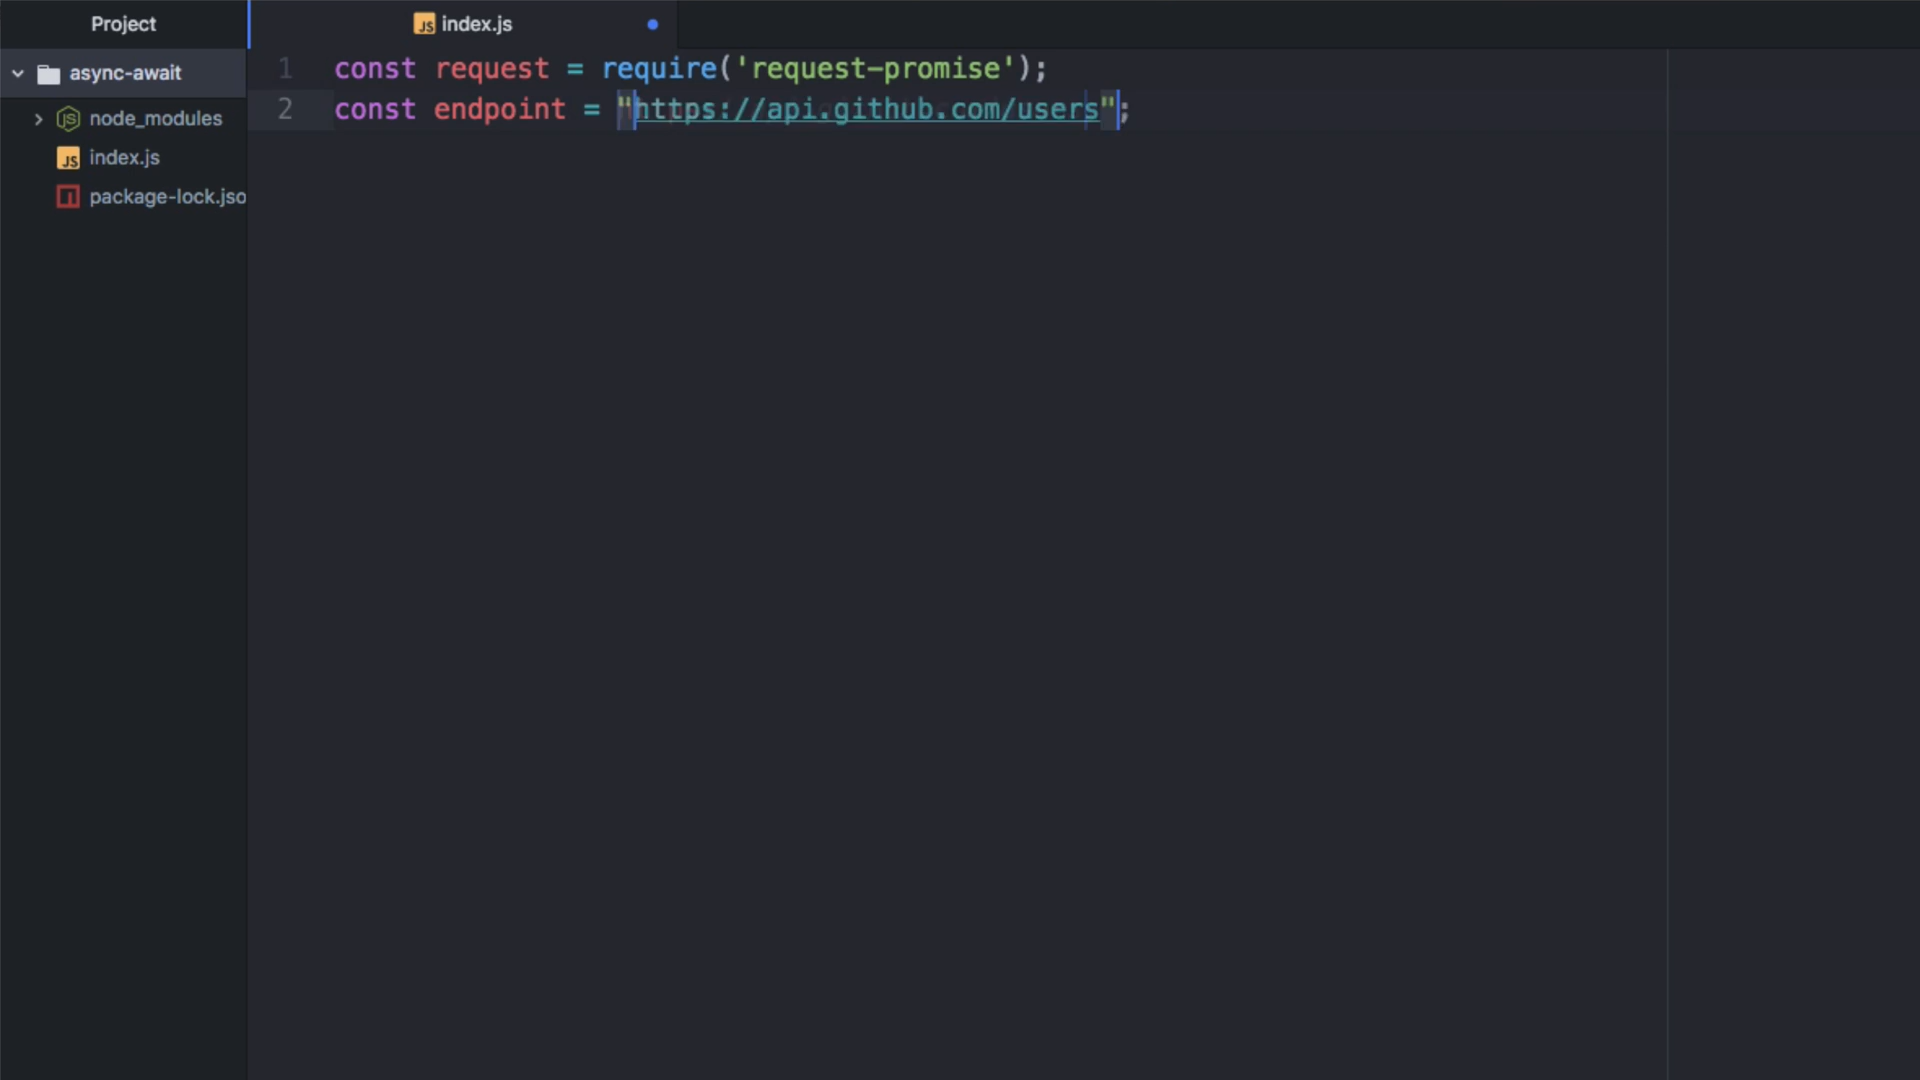 Project
index.js
async-await
node_modules
index.js
package-lock.jso
1 const request = require('request-promise');
2 const endpoint = "https://api.github.com/users";